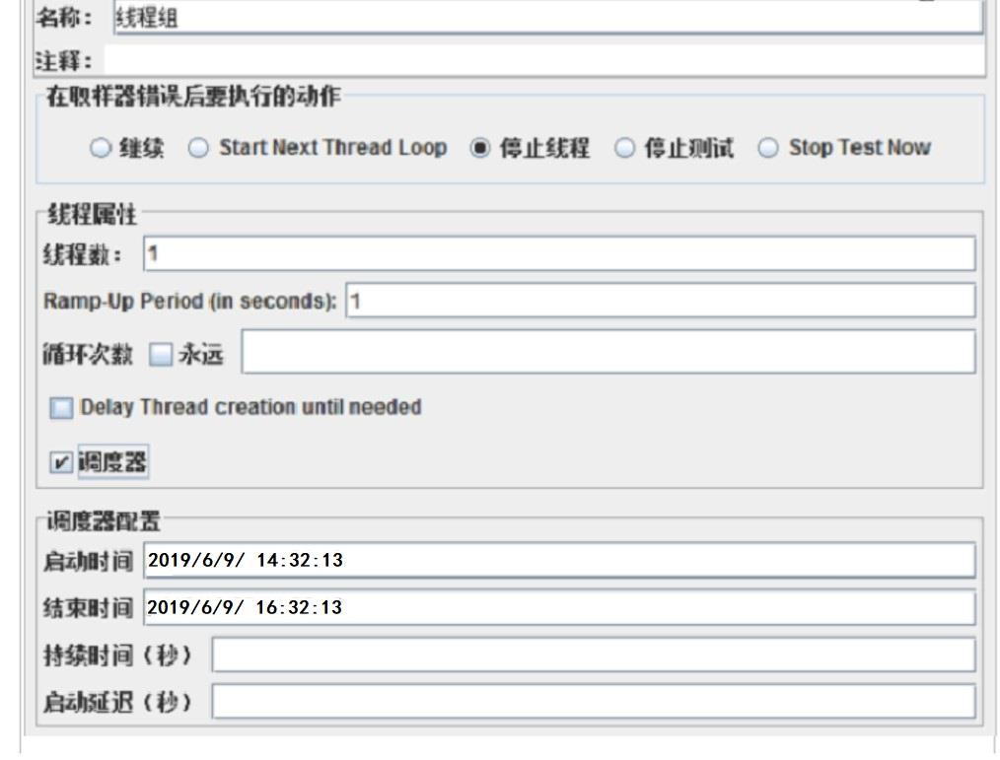 名称： 线程组
注释：
在取样器错误后要执行的动作
继续 Start Next Thread Loop 停止线程 停止测试 Stop Test Now
线程属性
线程数： 1
Ramp-Up Period (in seconds): 1
循环次数 永远
Delay Thread creation until needed
调度器
调度器配置
启动时间 2019/6/9/ 14:32:13
结束时间 2019/6/9/ 16:32:13
持续时间（秒）
启动延迟（秒）